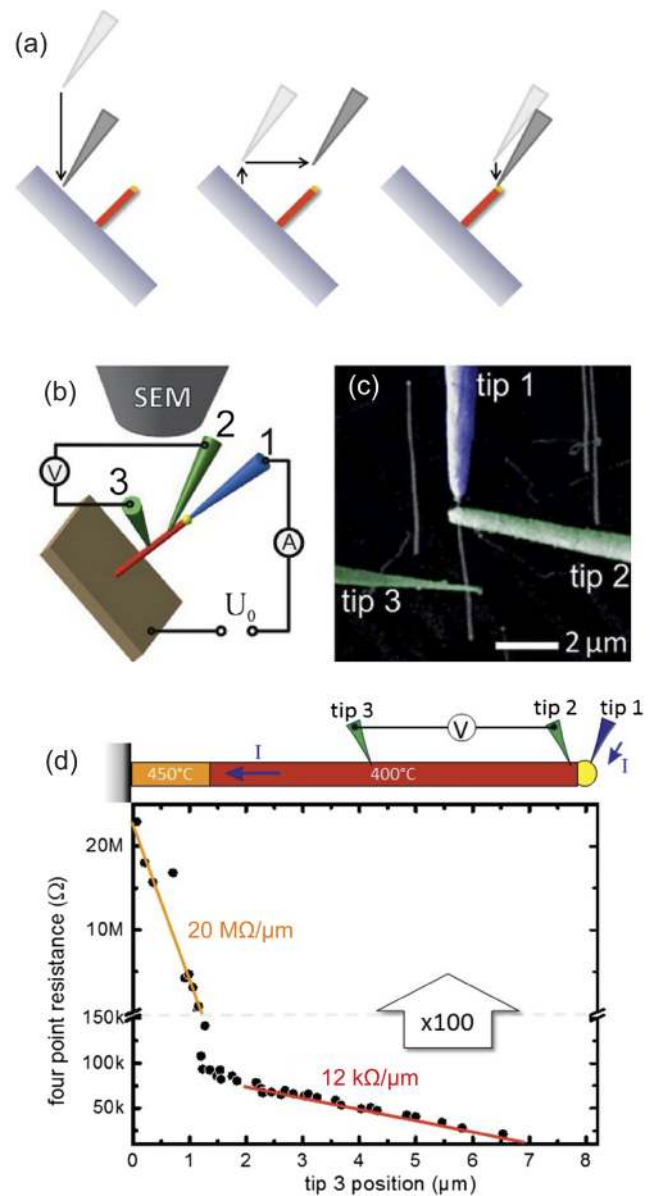 (a)
(b)
SEM
2
1
V
3
A
U₀
(c)
tip 1
tip 2
tip 3
2 µm
(d)
tip 3
tip 2
tip 1
V
450°C
I
400°C
I
four point resistance (Ω)
20M
10M
150k
100k
50k
20 MΩ/µm
x100
12 kΩ/µm
0
1
2
3
4
5
6
7
8
tip 3 position (µm)